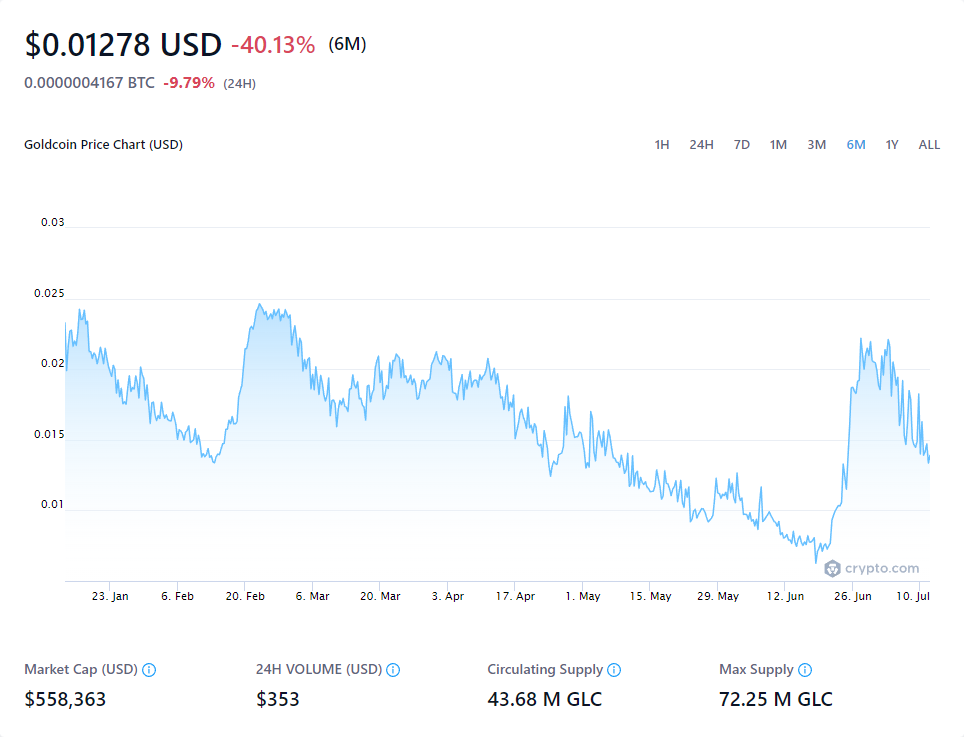 $0.01278 USD -40.13% (6M)
0.0000004167 BTC -9.79% (24H)
Goldcoin Price Chart (USD)
1H 24H 7D 1M 3M 6M 1Y ALL
0.03
0.025
0.02
0.015
0.01
crypto.com
23. Jan 6. Feb 20. Feb 6. Mar 20. Mar 3. Apr 17. Apr 1. May 15. May 29. May 12. Jun 26. Jun 10. Jul
Market Cap (USD) 24H VOLUME (USD) Circulating Supply Max Supply
$558,363 $353 43.68 M GLC 72.25 M GLC